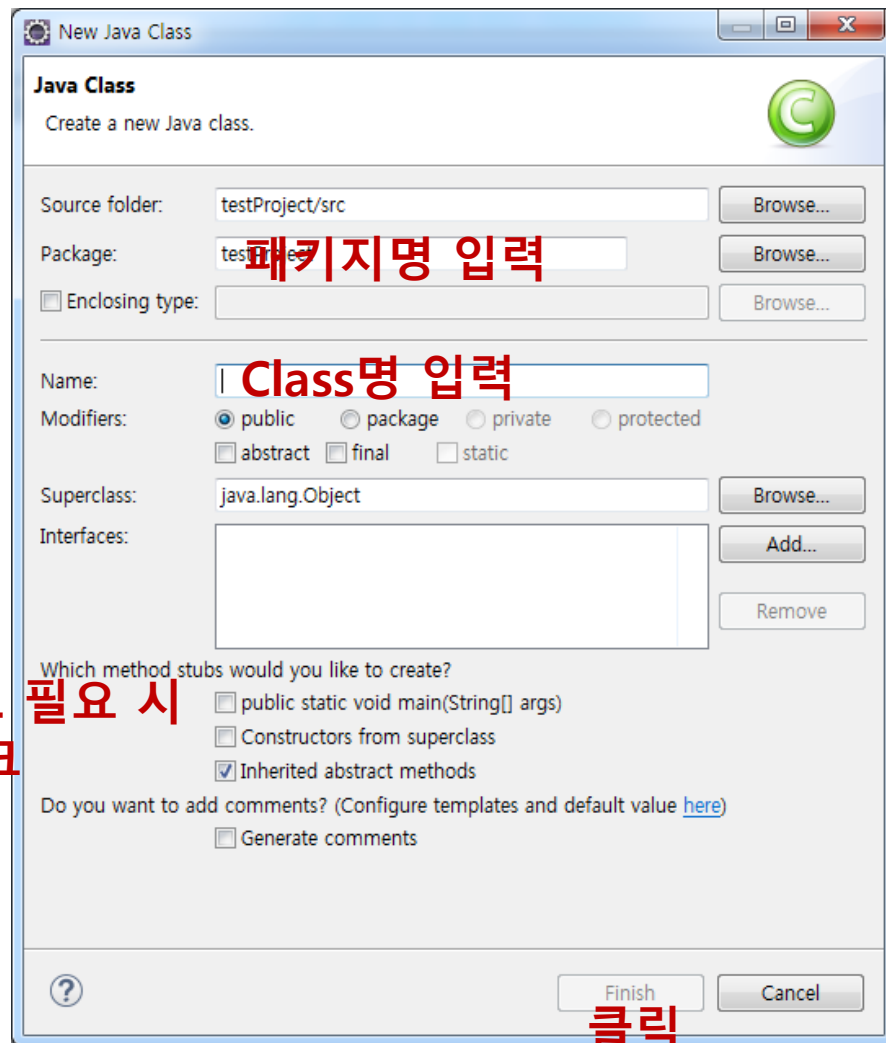 New Java Class
Java Class
Create a new Java class.
Source folder: testProject/src Browse...
Package: testProject Browse...
패키지명 입력
Enclosing type: Browse...
Name: Class명 입력
Modifiers: public package private protected
abstract final static
Superclass: java.lang.Object Browse...
Interfaces: Add...
Remove
Which method stubs would you like to create?
필요 시
public static void main(String[] args)
Constructors from superclass
Inherited abstract methods
Do you want to add comments? (Configure templates and default value here)
Generate comments
Finish Cancel
클릭